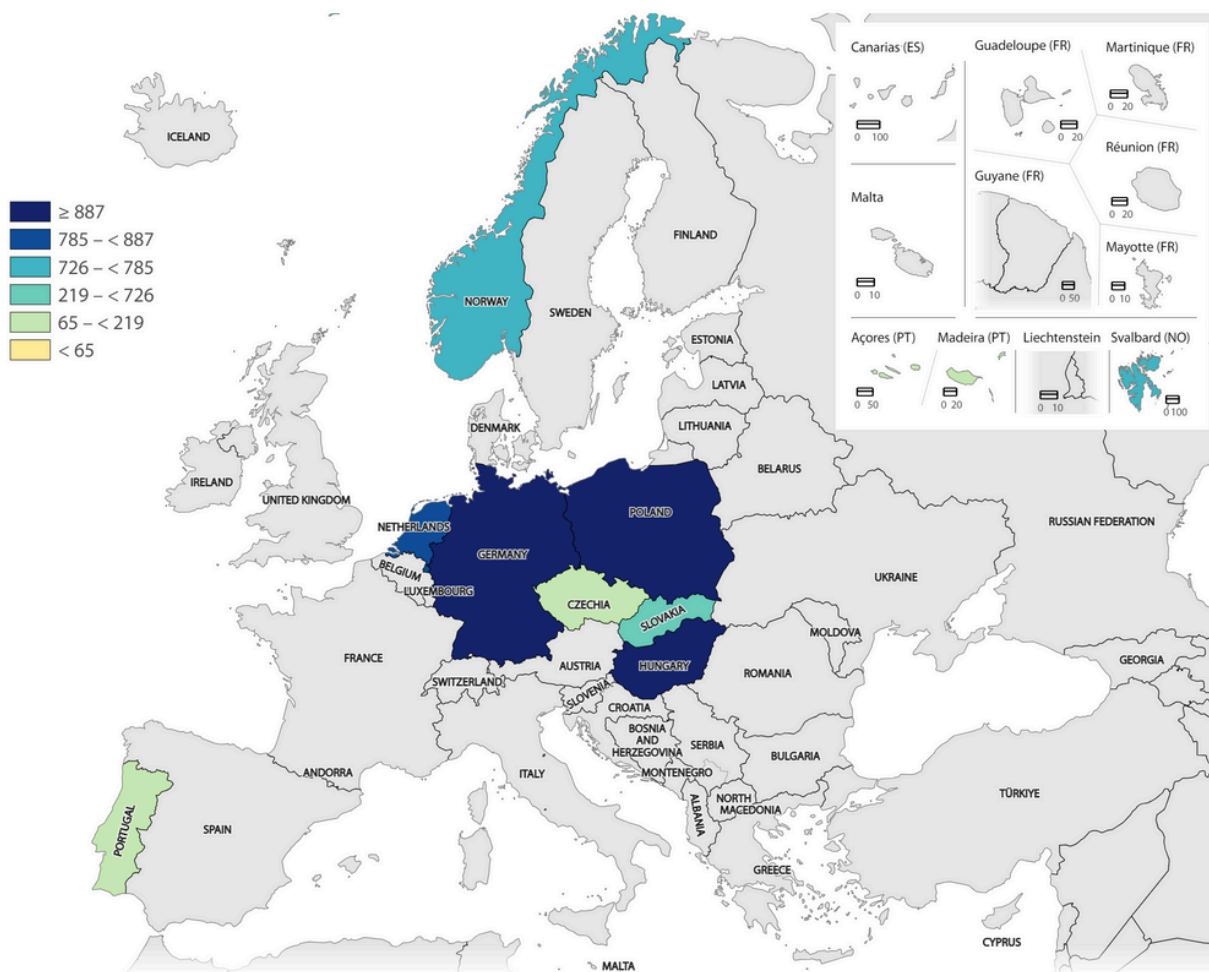 ICELAND
≥ 887
785 – < 887
726 – < 785
219 – < 726
65 – < 219
< 65
NORWAY
SWEDEN
FINLAND
ESTONIA
LATVIA
LITHUANIA
DENMARK
BELARUS
IRELAND
UNITED KINGDOM
NETHERLANDS
POLAND
RUSSIAN FEDERATION
GERMANY
BELGIUM
LUXEMBOURG
UKRAINE
CZECHIA
SLOVAKIA
MOLDOVA
FRANCE
AUSTRIA
HUNGARY
GEORGIA
SWITZERLAND
ROMANIA
SLOVENIA
CROATIA
BOSNIA
AND
HERZEGOVINA
SERBIA
BULGARIA
ANDORRA
ITALY
MONTENEGRO
NORTH
MACEDONIA
ALBANIA
TÜRKIYE
PORTUGAL
SPAIN
GREECE
CYPRUS
MALTA
Canarias (ES)
0 100
Guadeloupe (FR)
0 20
Martinique (FR)
0 20
Réunion (FR)
0 20
Malta
0 10
Guyane (FR)
0 50
Mayotte (FR)
0 10
Açores (PT)
0 50
Madeira (PT)
0 20
Liechtenstein
0 10
Svalbard (NO)
0 100